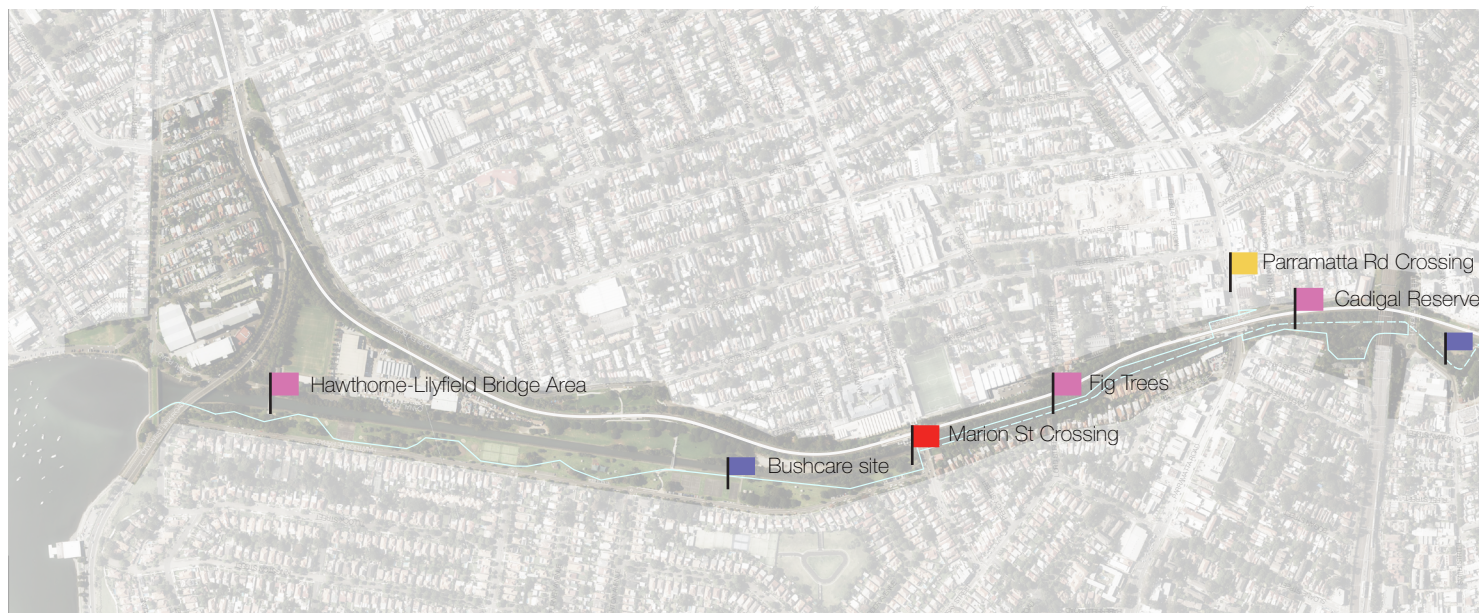 Parramatta Rd Crossing
Cadigal Reserve
Hawthorne-Lilyfield Bridge Area
Fig Trees
Marion St Crossing
Bushcare site